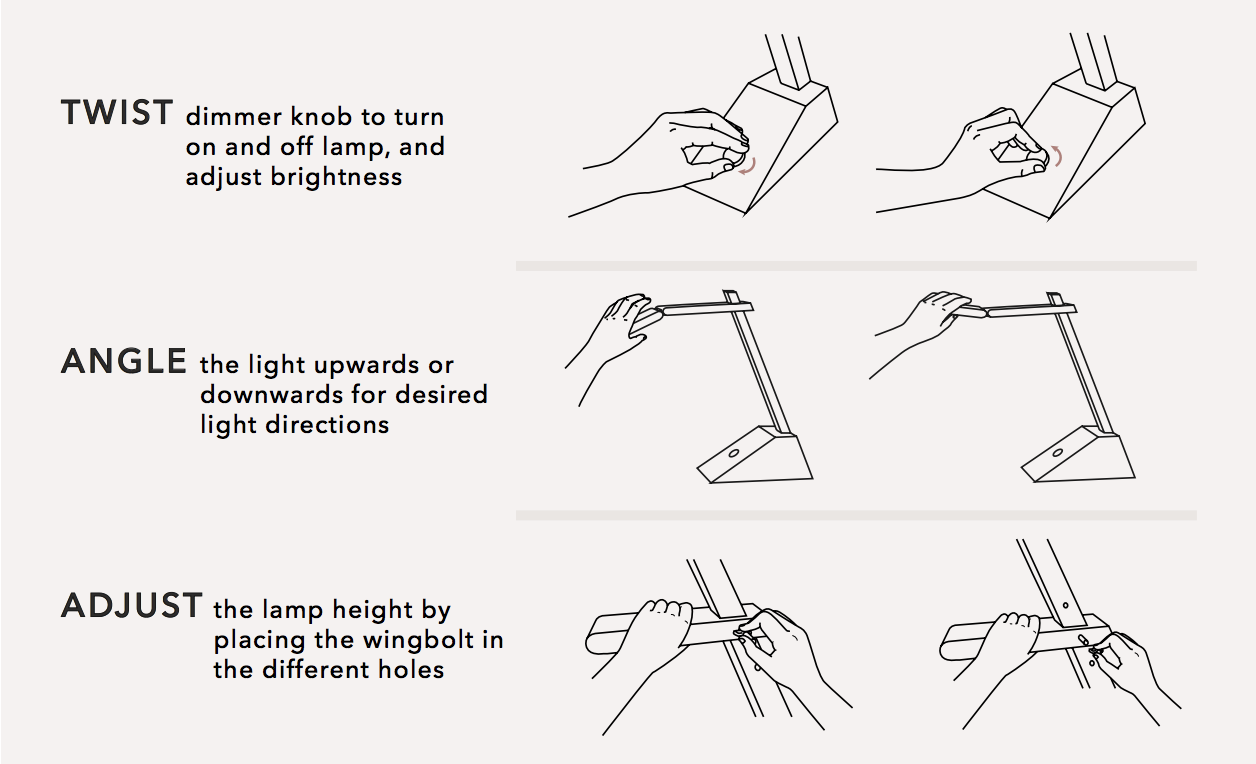 TWIST dimmer knob to turn
on and off lamp, and
adjust brightness
ANGLE the light upwards or
downwards for desired
light directions
ADJUST the lamp height by
placing the wingbolt in
the different holes